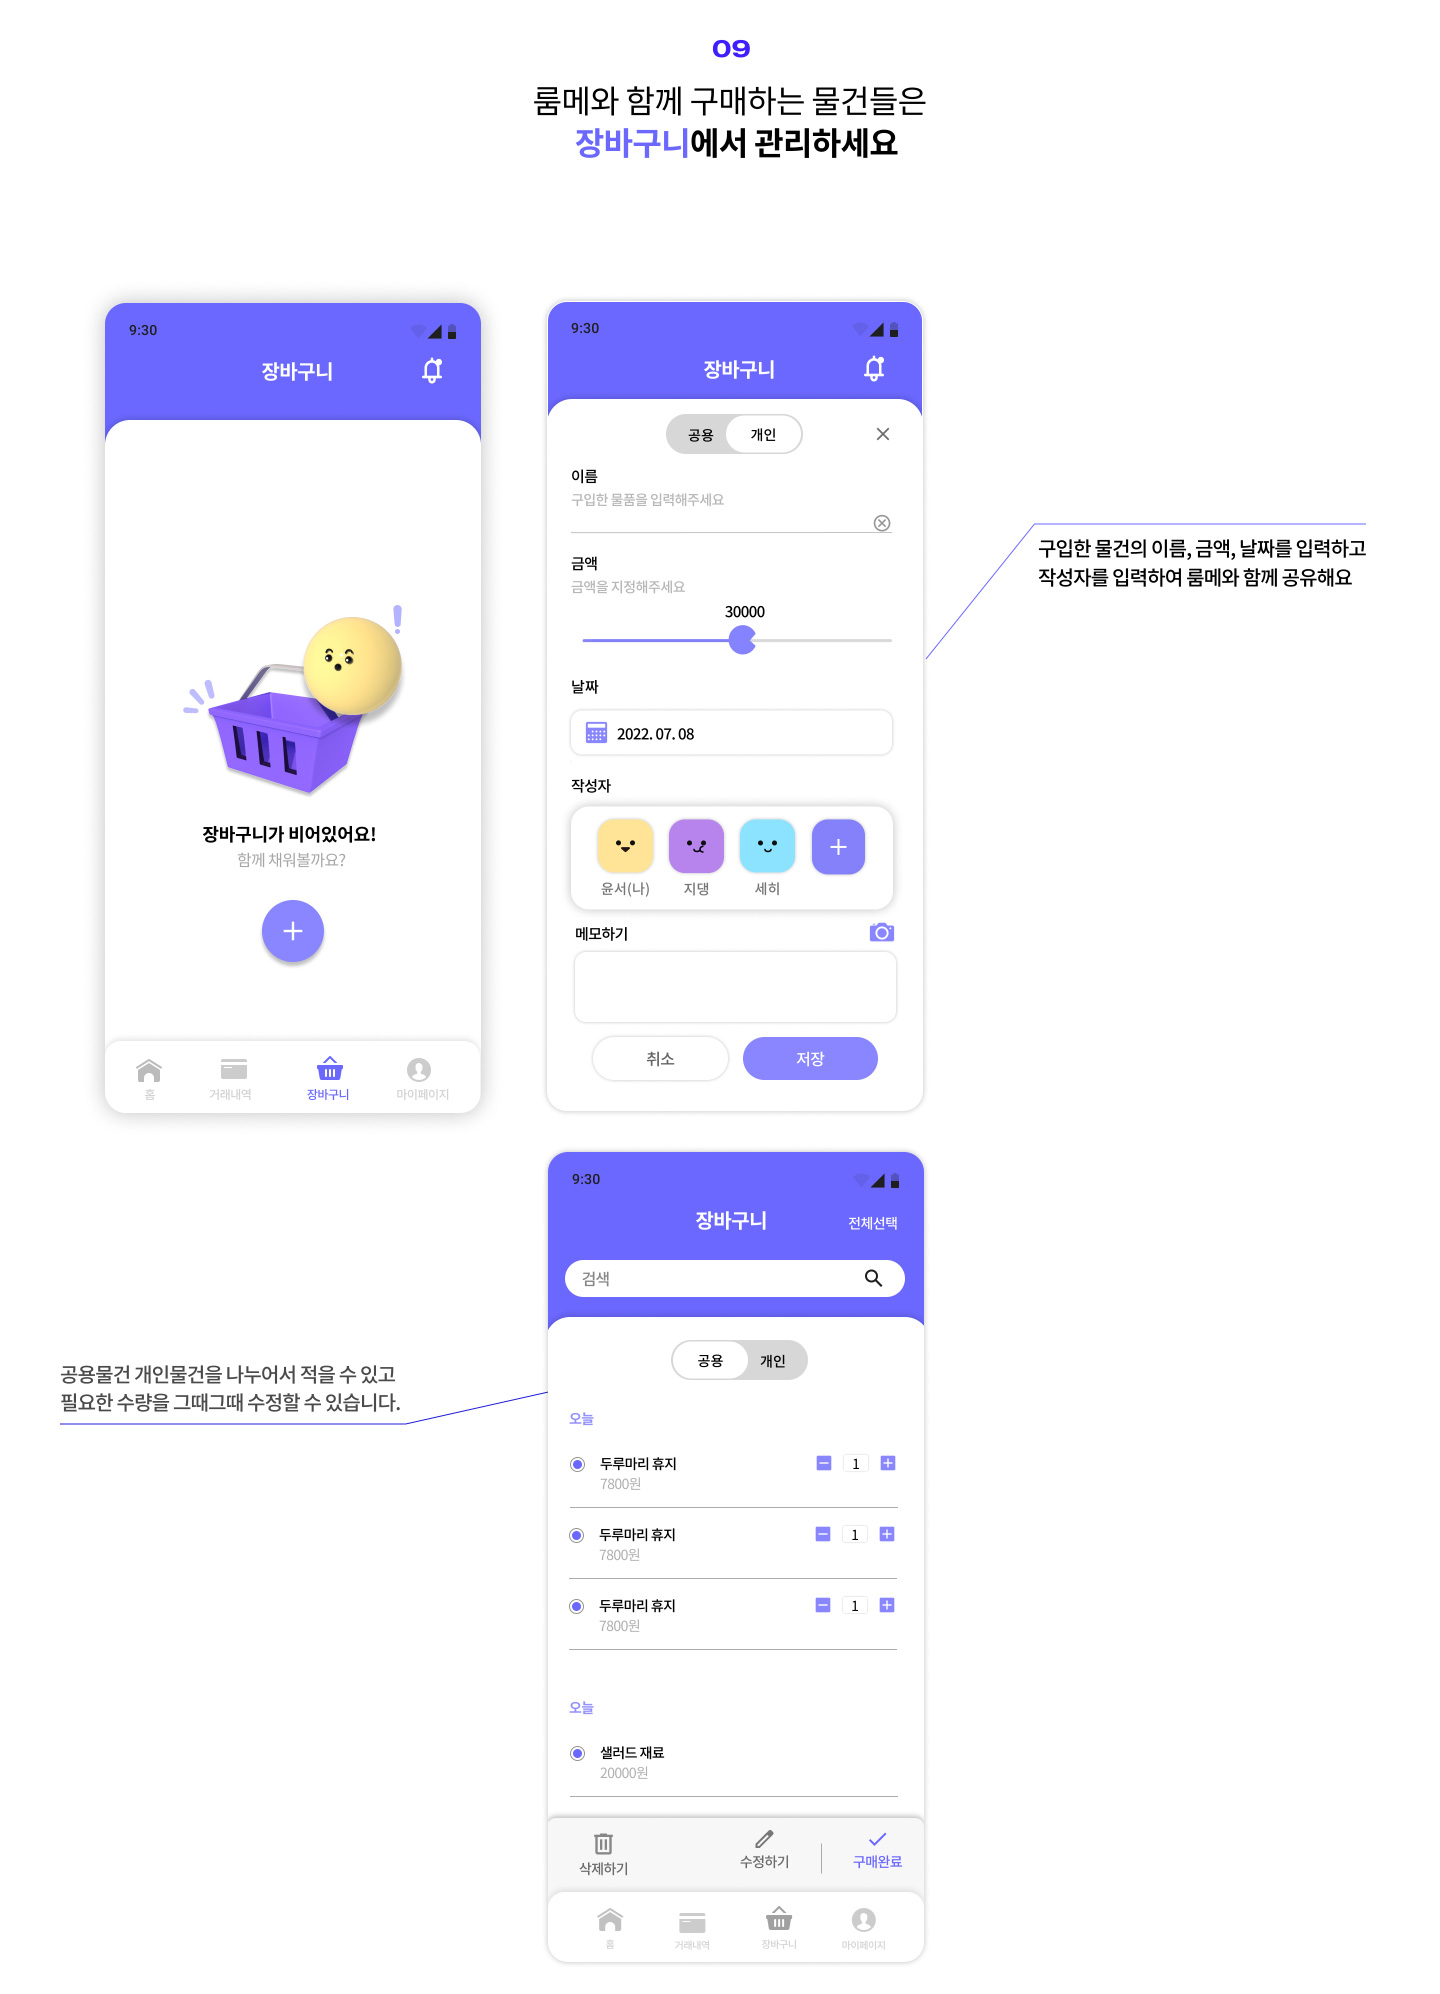 09
룸메와 함께 구매하는 물건들은
장바구니에서 관리하세요
9:30
장바구니
장바구니가 비어있어요!
함께 채워볼까요?
홈
거래내역
장바구니
마이페이지
9:30
장바구니
공용
개인
이름
구입한 물품을 입력해주세요
금액
금액을 지정해주세요
30000
날짜
2022. 07. 08
작성자
윤서(나)
지댕
세히
메모하기
취소
저장
구입한 물건의 이름, 금액, 날짜를 입력하고
작성자를 입력하여 룸메와 함께 공유해요
9:30
장바구니
전체선택
검색
공용
개인
공용물건 개인물건을 나누어서 적을 수 있고
필요한 수량을 그때그때 수정할 수 있습니다.
오늘
두루마리 휴지
1
7800원
두루마리 휴지
1
7800원
두루마리 휴지
1
7800원
오늘
샐러드 재료
20000원
삭제하기
수정하기
구매완료
홈
거래내역
장바구니
마이페이지